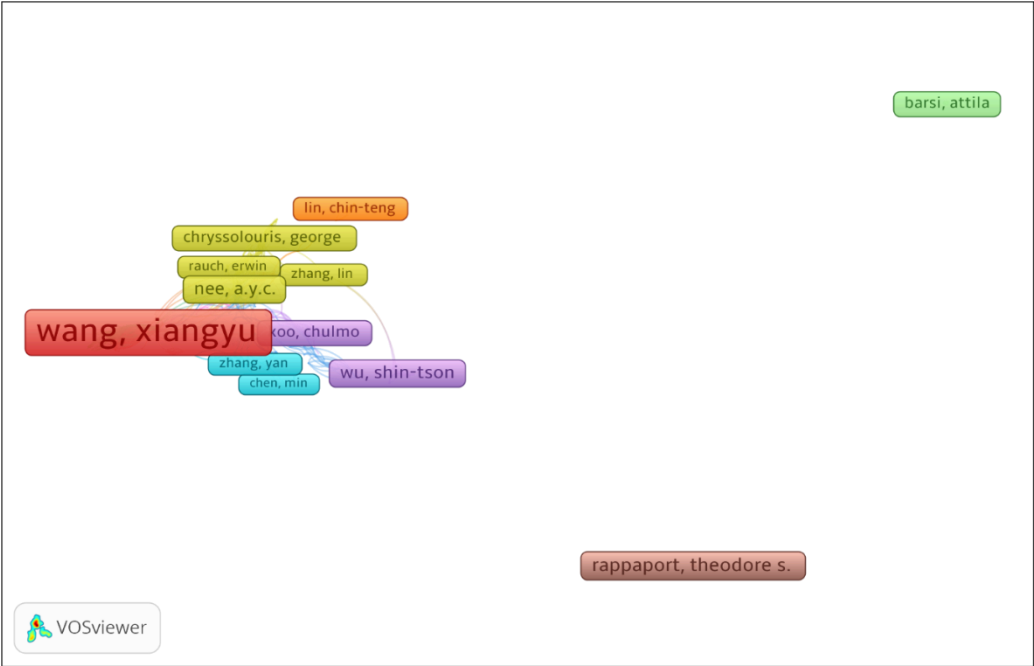 barsi, attila
lin, chin-teng
chryssolouris, george
rauch, erwin
zhang, lin
nee, a.y.c.
wang, xiangyu
chulmo
zhang, yan
wu, shin-tson
chen, min
rappaport, theodore s.
VOSviewer